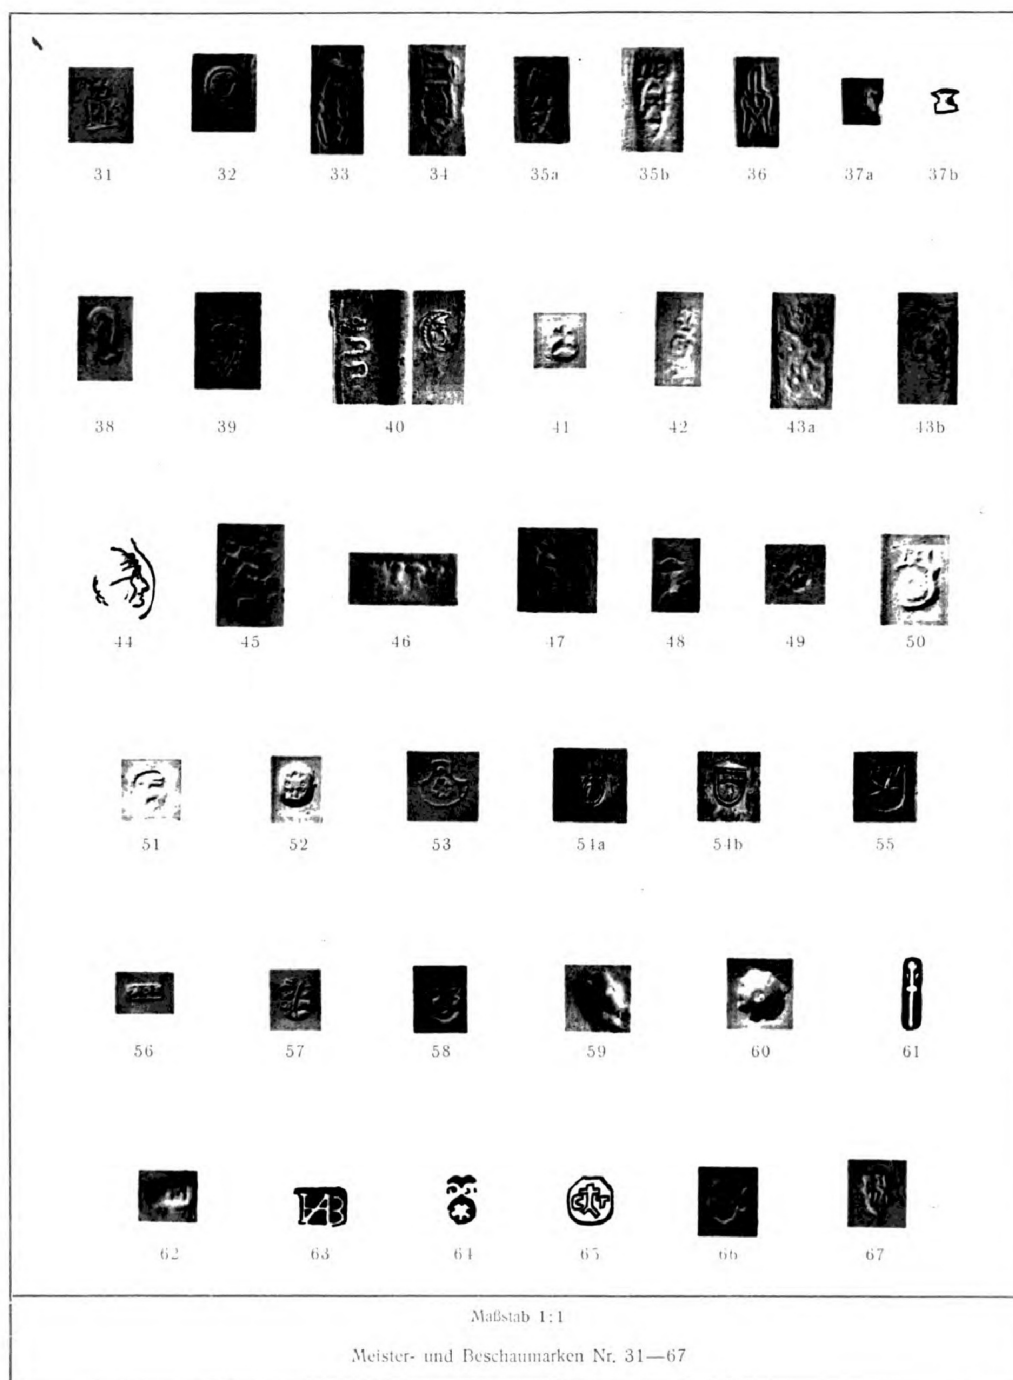 31 32 33 34 35a 35b 36 37a 37b
38 39 40 41 42 43a 43b
44 45 46 47 48 49 50
51 52 53 54a 54b 55
56 57 58 59 60 61
IAB
62 63 64 65 66 67
Maßstab 1:1
Meister- und Beschaumarken Nr. 31—67